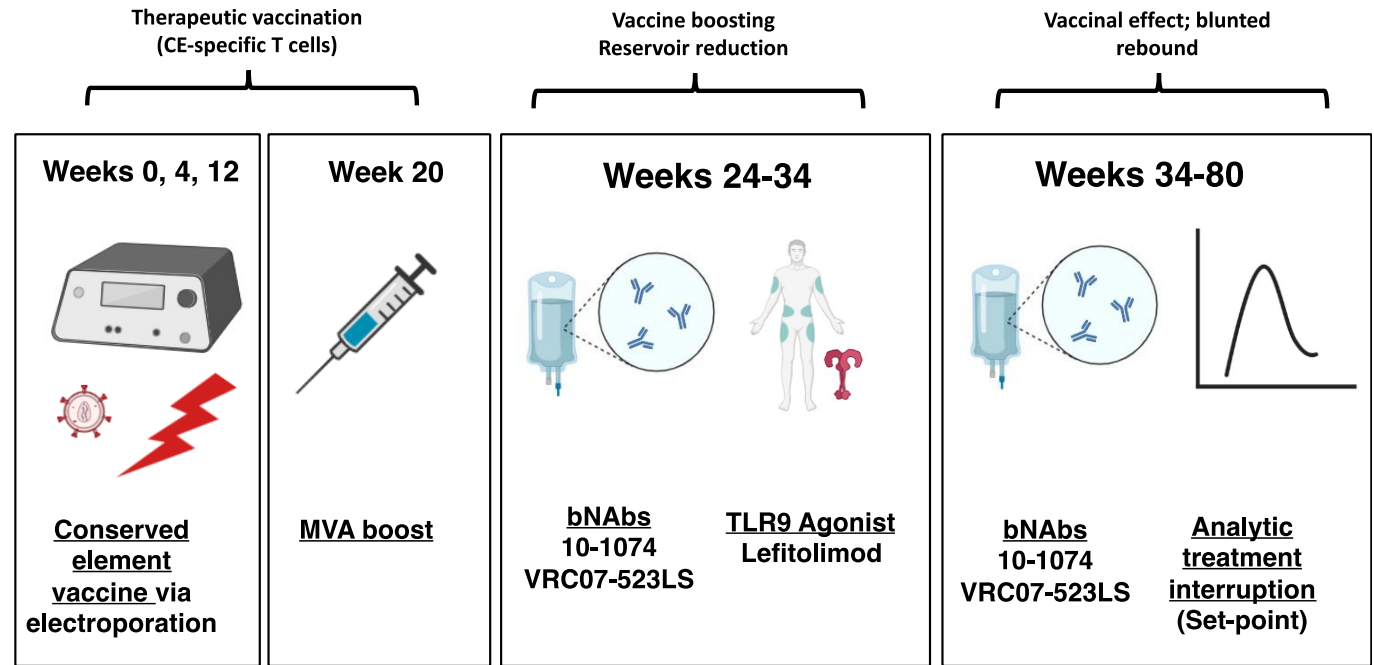 Therapeutic vaccination
(CE-specific T cells)
Vaccine boosting
Reservoir reduction
Vaccinal effect; blunted
rebound
Weeks 0, 4, 12
Conserved
element
vaccine via
electroporation
Week 20
MVA boost
Weeks 24-34
bNAbs
10-1074
VRC07-523LS
TLR9 Agonist
Lefitolimod
Weeks 34-80
bNAbs
10-1074
VRC07-523LS
Analytic
treatment
interruption
(Set-point)